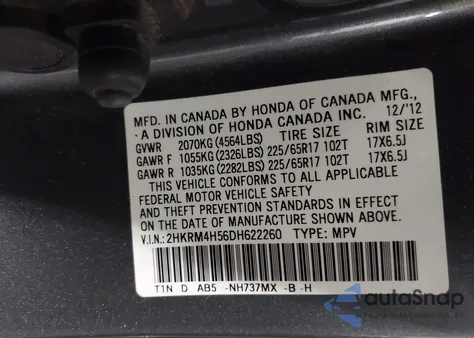 MFD. IN CANADA BY HONDA OF CANADA MFG.,
A DIVISION OF HONDA CANADA INC. 12/'12
GVWR 2070KG (4564LBS) TIRE SIZE RIM SIZE
GAWR F 1055KG (2326LBS) 225/65R17 102T 17X6.5J
GAWR R 1035KG (2282LBS) 225/65R17 102T 17X6.5J
THIS VEHICLE CONFORMS TO ALL APPLICABLE
FEDERAL MOTOR VEHICLE SAFETY
AND THEFT PREVENTION STANDARDS IN EFFECT
ON THE DATE OF MANUFACTURE SHOWN ABOVE.
V.I.N.: 2HKRM4H56DH622260 TYPE: MPV
T1N D AB5 -NH737MX -B -H
autoSnap